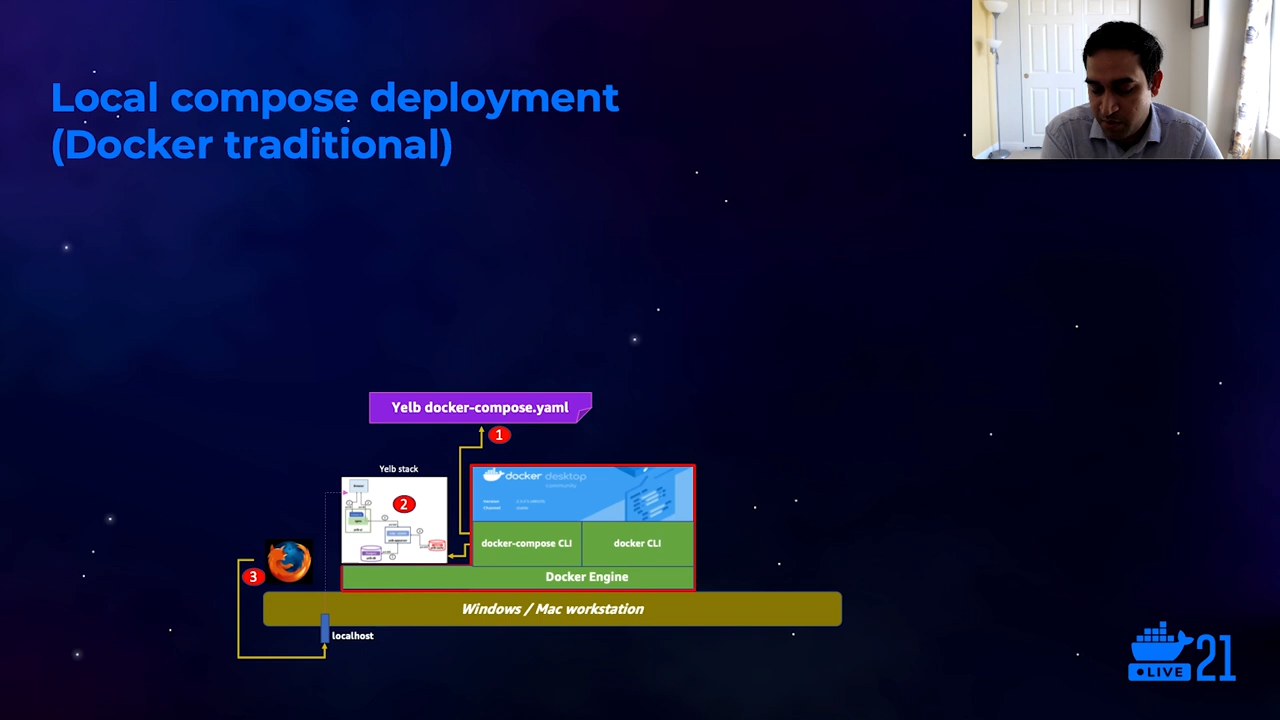 Local compose deployment
(Docker traditional)
Yelb docker-compose.yaml
1
Yelb stack
docker desktop
community
2
docker-compose CLI
docker CLI
3
Docker Engine
Windows / Mac workstation
localhost
LIVE 21